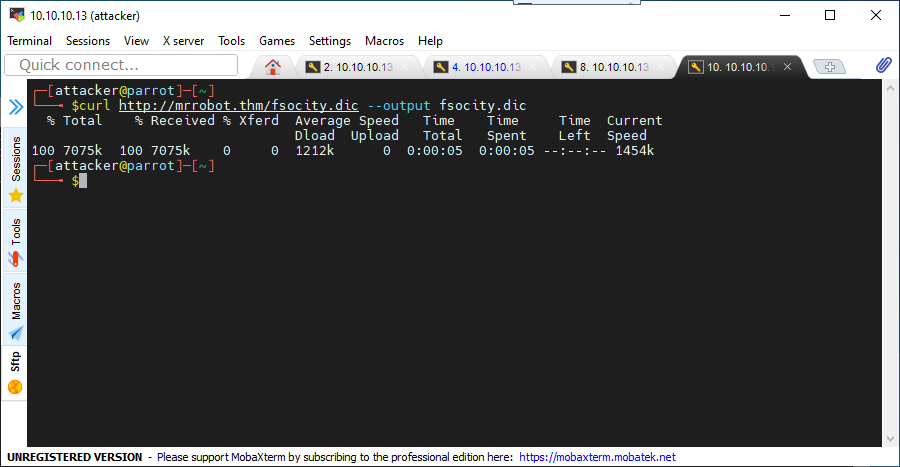 10.10.10.13 (attacker)
Terminal Sessions View X server Tools Games Settings Macros Help
Quick connect... 2. 10.10.10.13 4. 10.10.10.13 8. 10.10.10.13 10. 10.10.10.1
┌─[attacker@parrot]─[~]
└──╼ $curl http://mrrobot.thm/fsocity.dic --output fsocity.dic
% Total % Received % Xferd Average Speed Time Time Time Current
Dload Upload Total Spent Left Speed
100 7075k 100 7075k 0 0 1212k 0 0:00:05 0:00:05 --:--:-- 1454k
┌─[attacker@parrot]─[~]
└──╼ $
Sessions
Tools
Macros
Sftp
UNREGISTERED VERSION - Please support MobaXterm by subscribing to the professional edition here: https://mobaxterm.mobatek.net